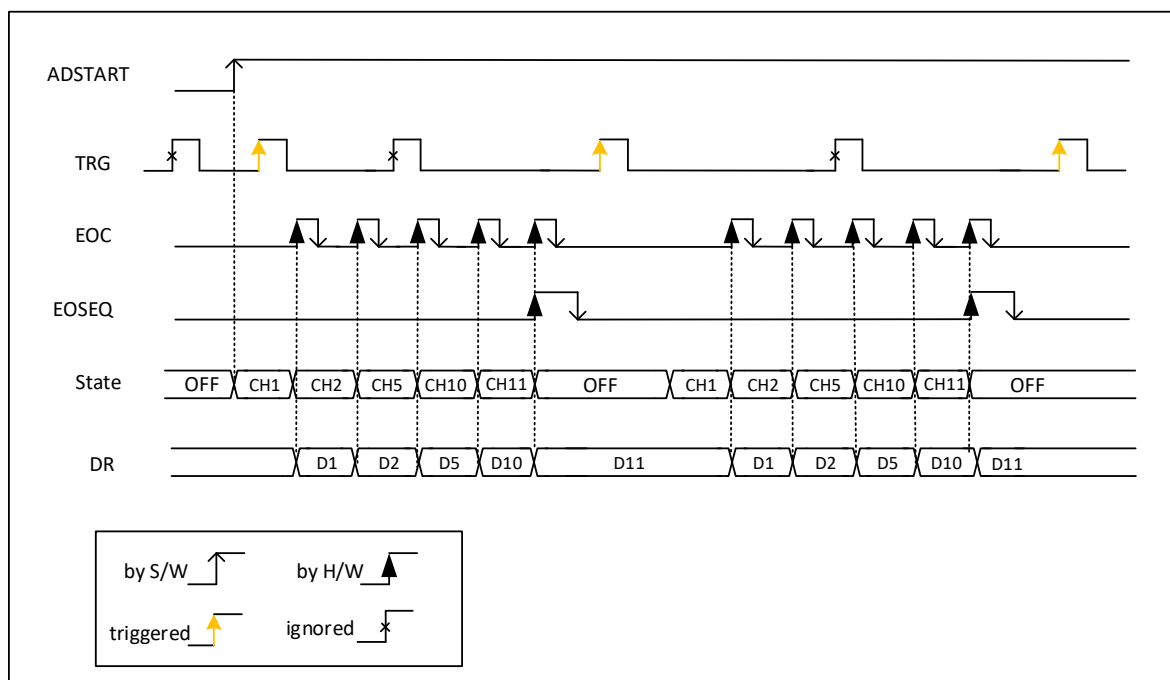 ADSTART
TRG
EOC
EOSEQ
State OFF CH1 CH2 CH5 CH10 CH11 OFF CH1 CH2 CH5 CH10 CH11 OFF
DR D1 D2 D5 D10 D11 D1 D2 D5 D10 D11
by S/W by H/W
triggered ignored